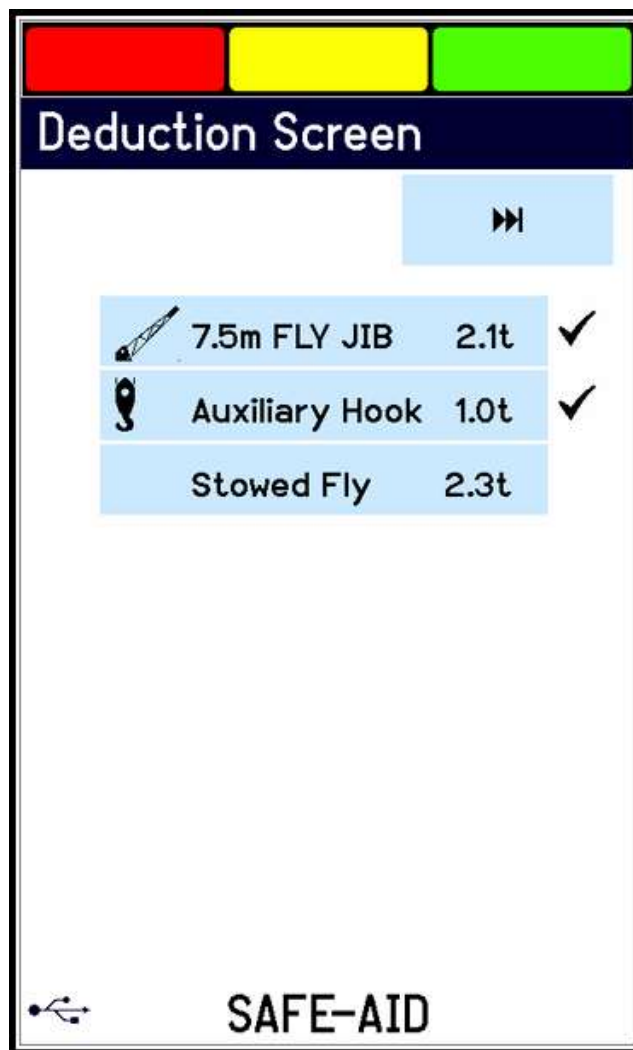 Deduction Screen
7.5m FLY JIB 2.1t
Auxiliary Hook 1.0t
Stowed Fly 2.3t
SAFE-AID